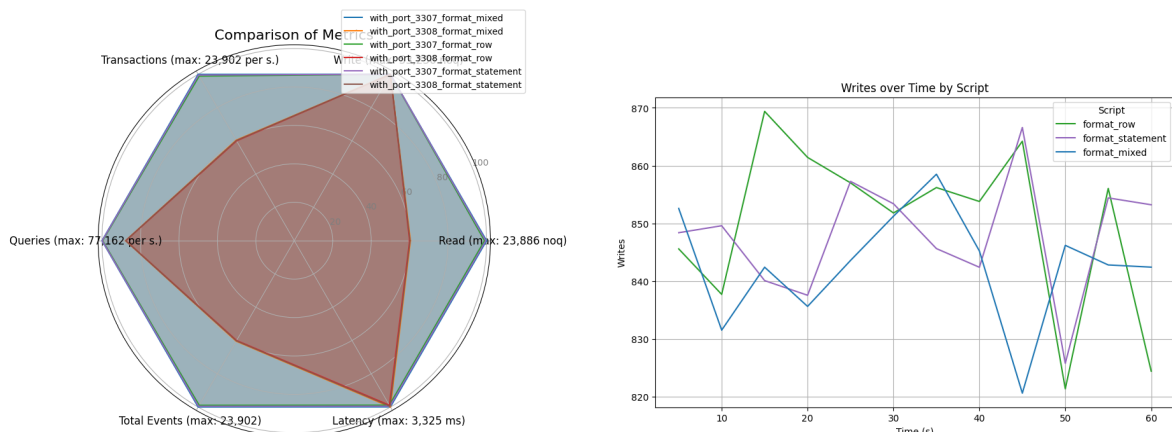 Comparison of Metrics
with_port_3307_format_mixed
with_port_3308_format_mixed
with_port_3307_format_row
with_port_3308_format_row
with_port_3307_format_statement
with_port_3308_format_statement
Transactions (max: 23,902 per s.)
100
80
Queries (max: 77,162 per s.)
Read (max: 23,886 noq)
Total Events (max: 23,902)
Latency (max: 3,325 ms)
Writes over Time by Script
Script
format_row
format_statement
format_mixed
Writes
870
860
850
840
830
820
10
20
30
40
50
60
Time (s)